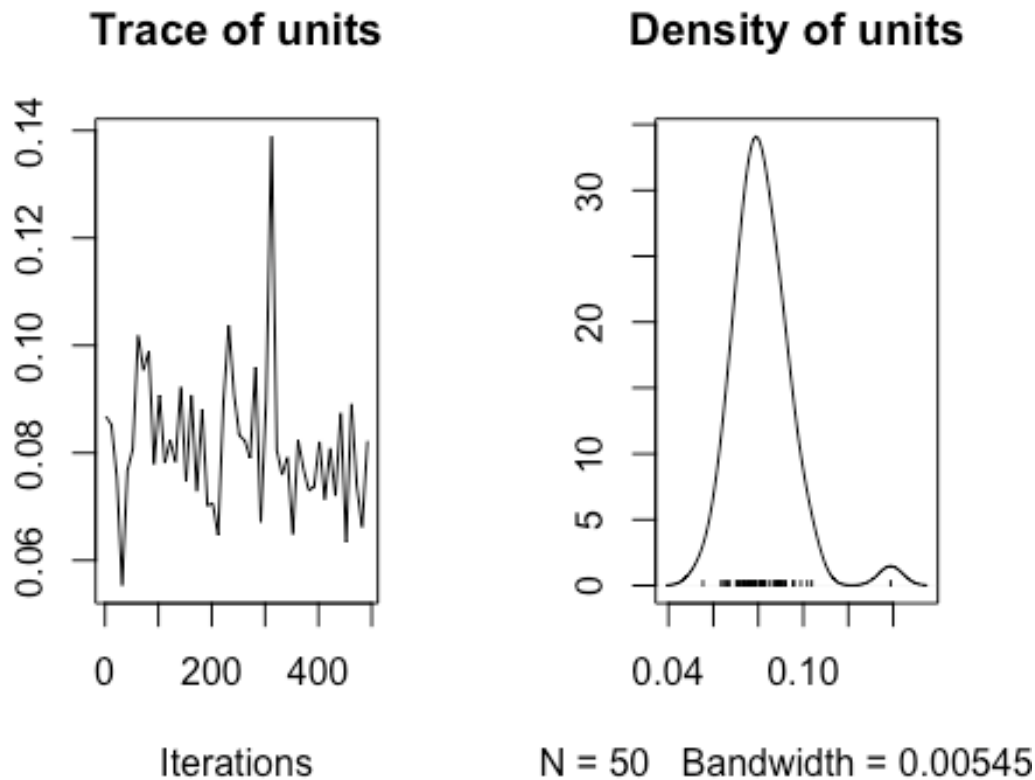 Trace of units
Density of units
0.14
0.12
0.10
0.08
0.06
0 200 400
Iterations
30
20
10
5
0
0.04 0.10
N = 50 Bandwidth = 0.00545